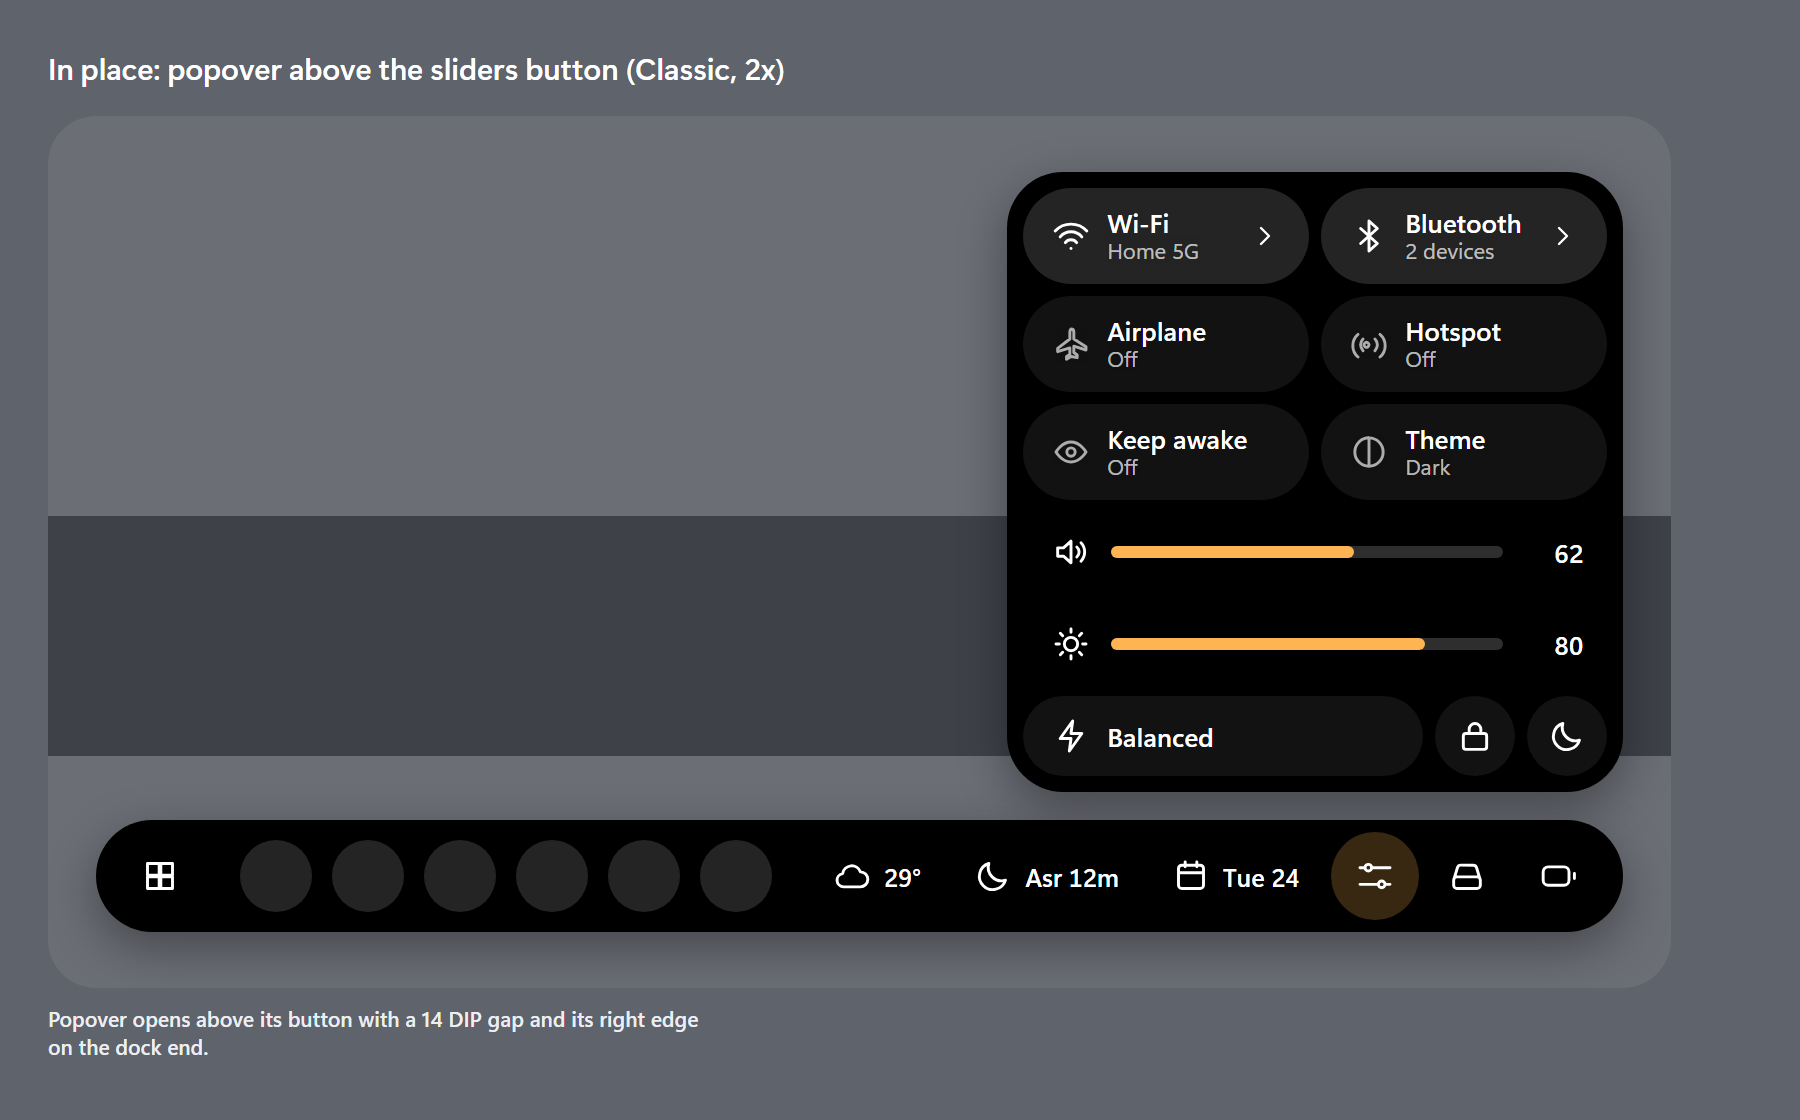 In place: popover above the sliders button (Classic, 2x)
Wi-Fi
Home 5G
Bluetooth
2 devices
Airplane
Off
Hotspot
Off
Keep awake
Off
Theme
Dark
62
80
Balanced
29°
Asr 12m
Tue 24
Popover opens above its button with a 14 DIP gap and its right edge
on the dock end.